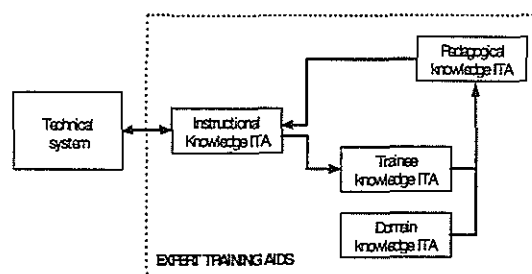 Pedagogical
knowledge ITA
Technical
system
Instructional
Knowledge ITA
Trainee
knowledge ITA
Domain
knowledge ITA
EXPERT TRAINING AIDS